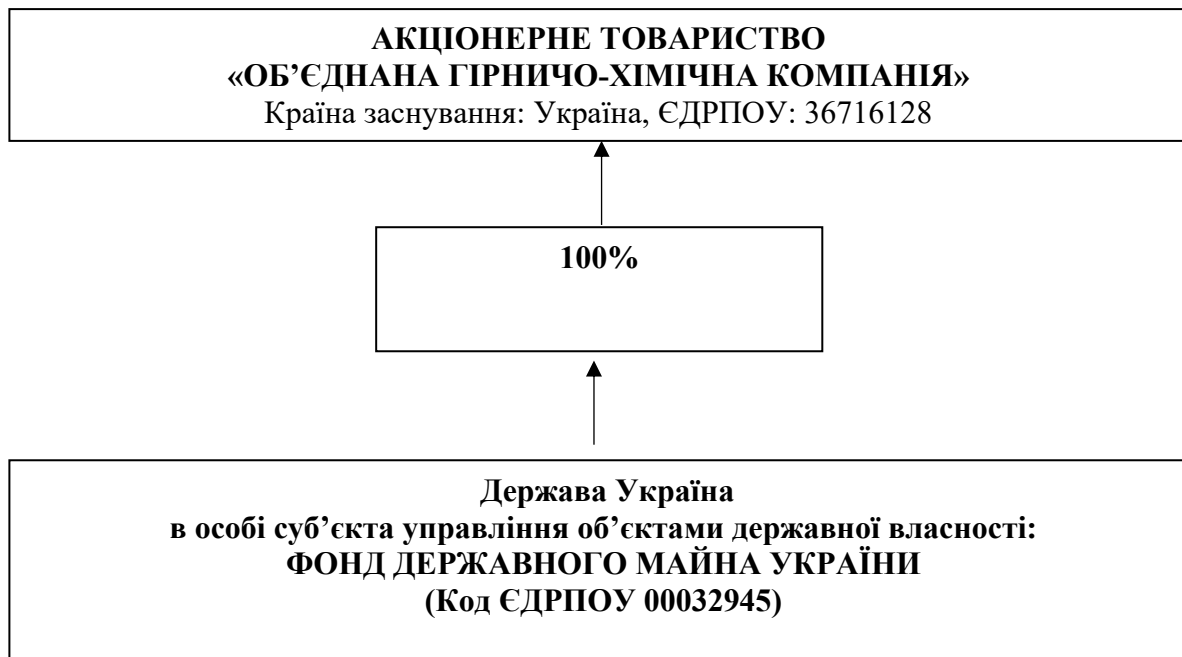 АКЦІОНЕРНЕ ТОВАРИСТВО
«ОБ’ЄДНАНА ГІРНИЧО-ХІМІЧНА КОМПАНІЯ»
Країна заснування: Україна, ЄДРПОУ: 36716128
100%
Держава Україна
в особі суб’єкта управління об’єктами державної власності:
ФОНД ДЕРЖАВНОГО МАЙНА УКРАЇНИ
(Код ЄДРПОУ 00032945)